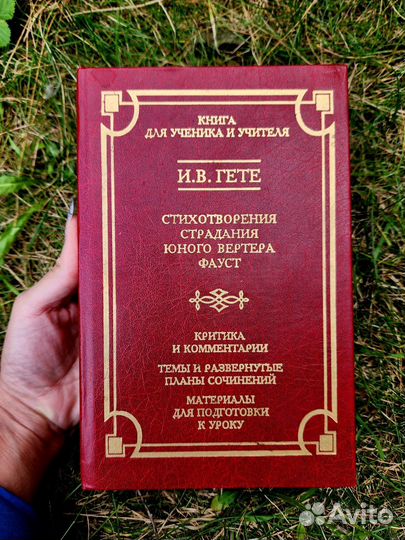 КНИГА
ДЛЯ УЧЕНИКА И УЧИТЕЛЯ
И.В. ГЕТЕ
СТИХОТВОРЕНИЯ
СТРАДАНИЯ
ЮНОГО ВЕРТЕРА
ФАУСТ
КРИТИКА
И КОММЕНТАРИИ
ТЕМЫ И РАЗВЕРНУТЫЕ
ПЛАНЫ СОЧИНЕНИЙ
МАТЕРИАЛЫ
ДЛЯ ПОДГОТОВКИ
К УРОКУ
Avito